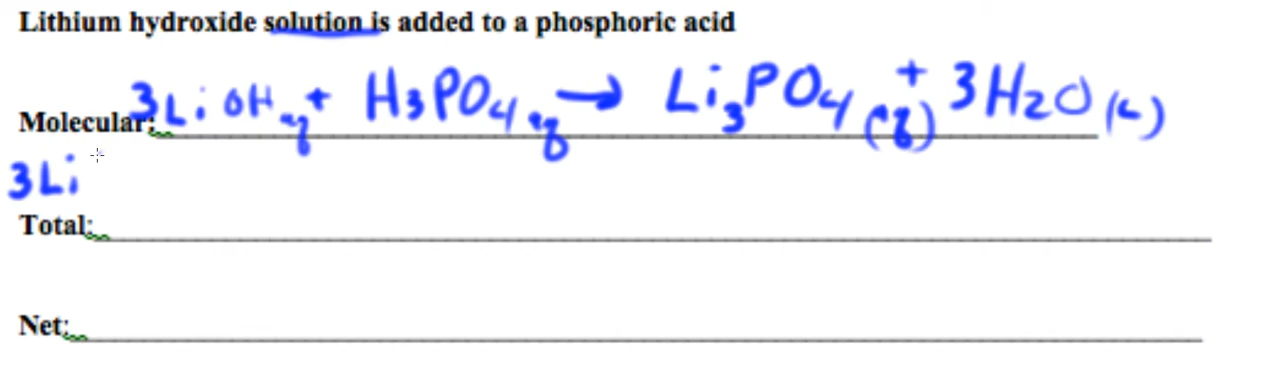 Lithium hydroxide solution is added to a phosphoric acid
Molecular: 3LiOH aq + H3PO4 aq → Li3PO4 (aq) + 3H2O (L)
3Li
Total:
Net: